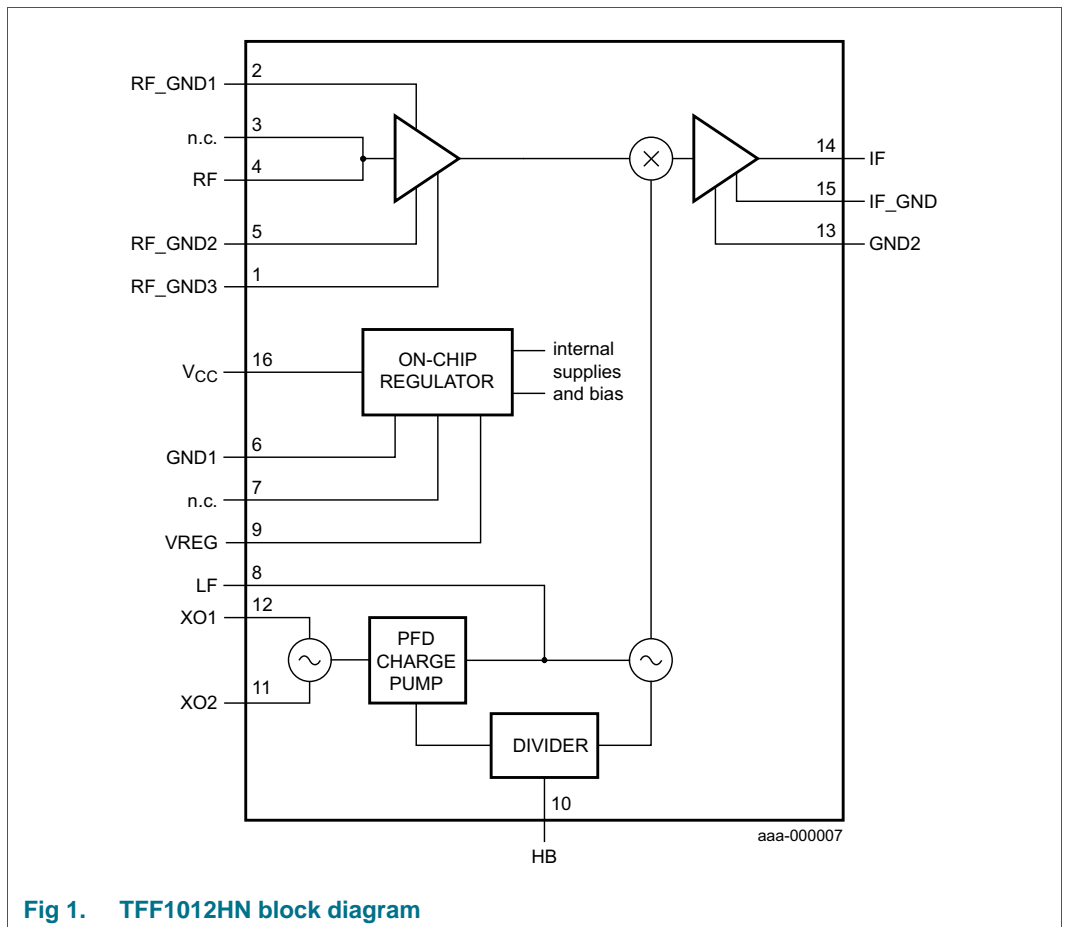 2
RF_GND1
3
n.c.
4
RF
5
RF_GND2
1
RF_GND3
14
IF
15
IF_GND
13
GND2
16
VCC
ON-CHIP
REGULATOR
internal
supplies
and bias
6
GND1
7
n.c.
9
VREG
8
LF
12
XO1
11
XO2
PFD
CHARGE
PUMP
DIVIDER
10
HB
aaa-000007
Fig 1. TFF1012HN block diagram